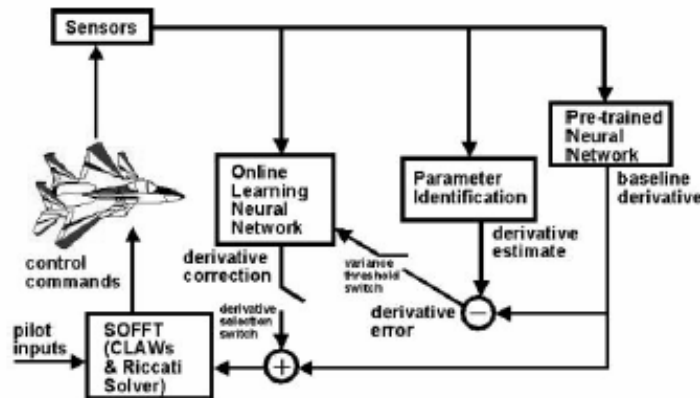 Sensors
Pre-trained
Neural
Network
Online
Learning
Neural
Network
Parameter
Identification
baseline
derivative
derivative
estimate
derivative
correction
variance
threshold
switch
control
commands
derivative
selection
switch
derivative
error
−
pilot
inputs
SOFFT
(CLAWs
& Riccati
Solver)
+